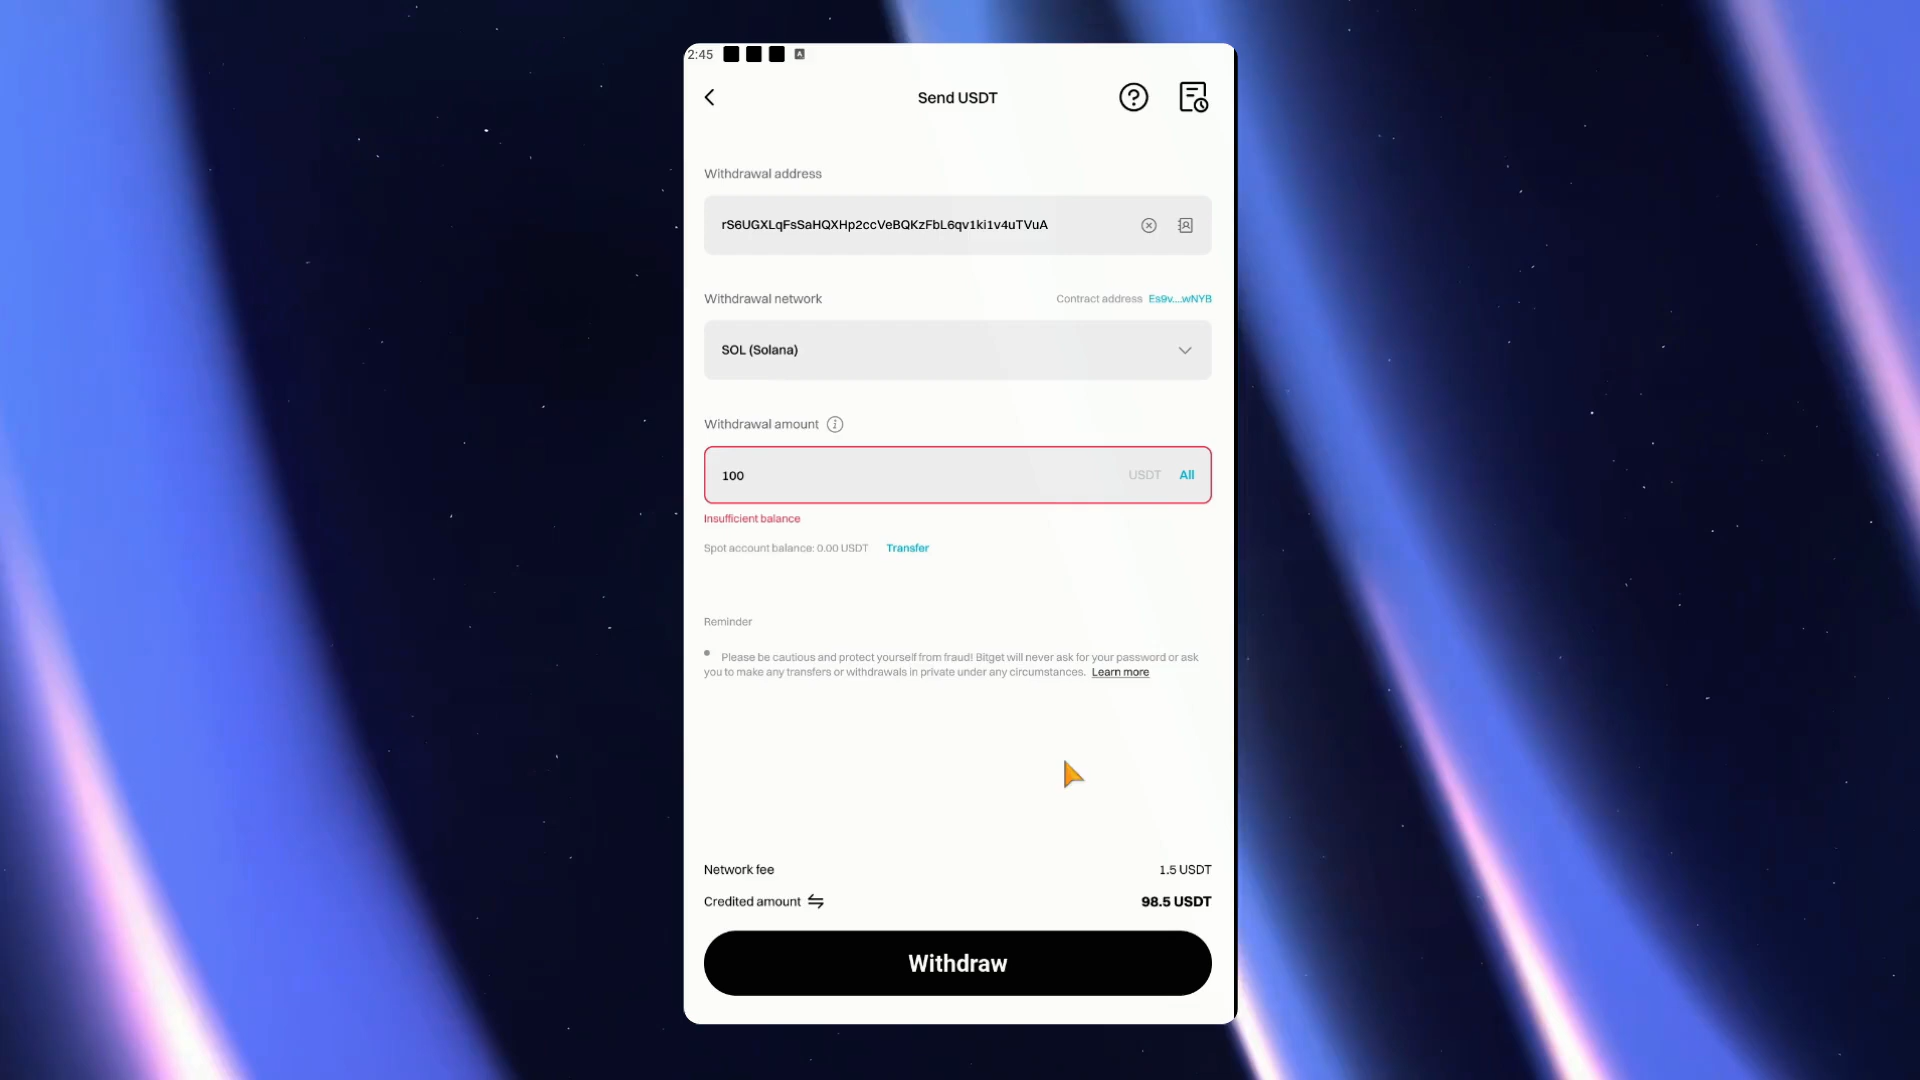 2:45
Send USDT
Withdrawal address
rS6UGXLqFsSaHQXHp2ccVeBQKzFbL6qv1ki1v4uTVuA
Withdrawal network
Contract address Es9v....wNYB
SOL (Solana)
Withdrawal amount
100
USDT All
Insufficient balance
Spot account balance: 0.00 USDT Transfer
Reminder
Please be cautious and protect yourself from fraud! Bitget will never ask for your password or ask
you to make any transfers or withdrawals in private under any circumstances. Learn more
Network fee 1.5 USDT
Credited amount 98.5 USDT
Withdraw